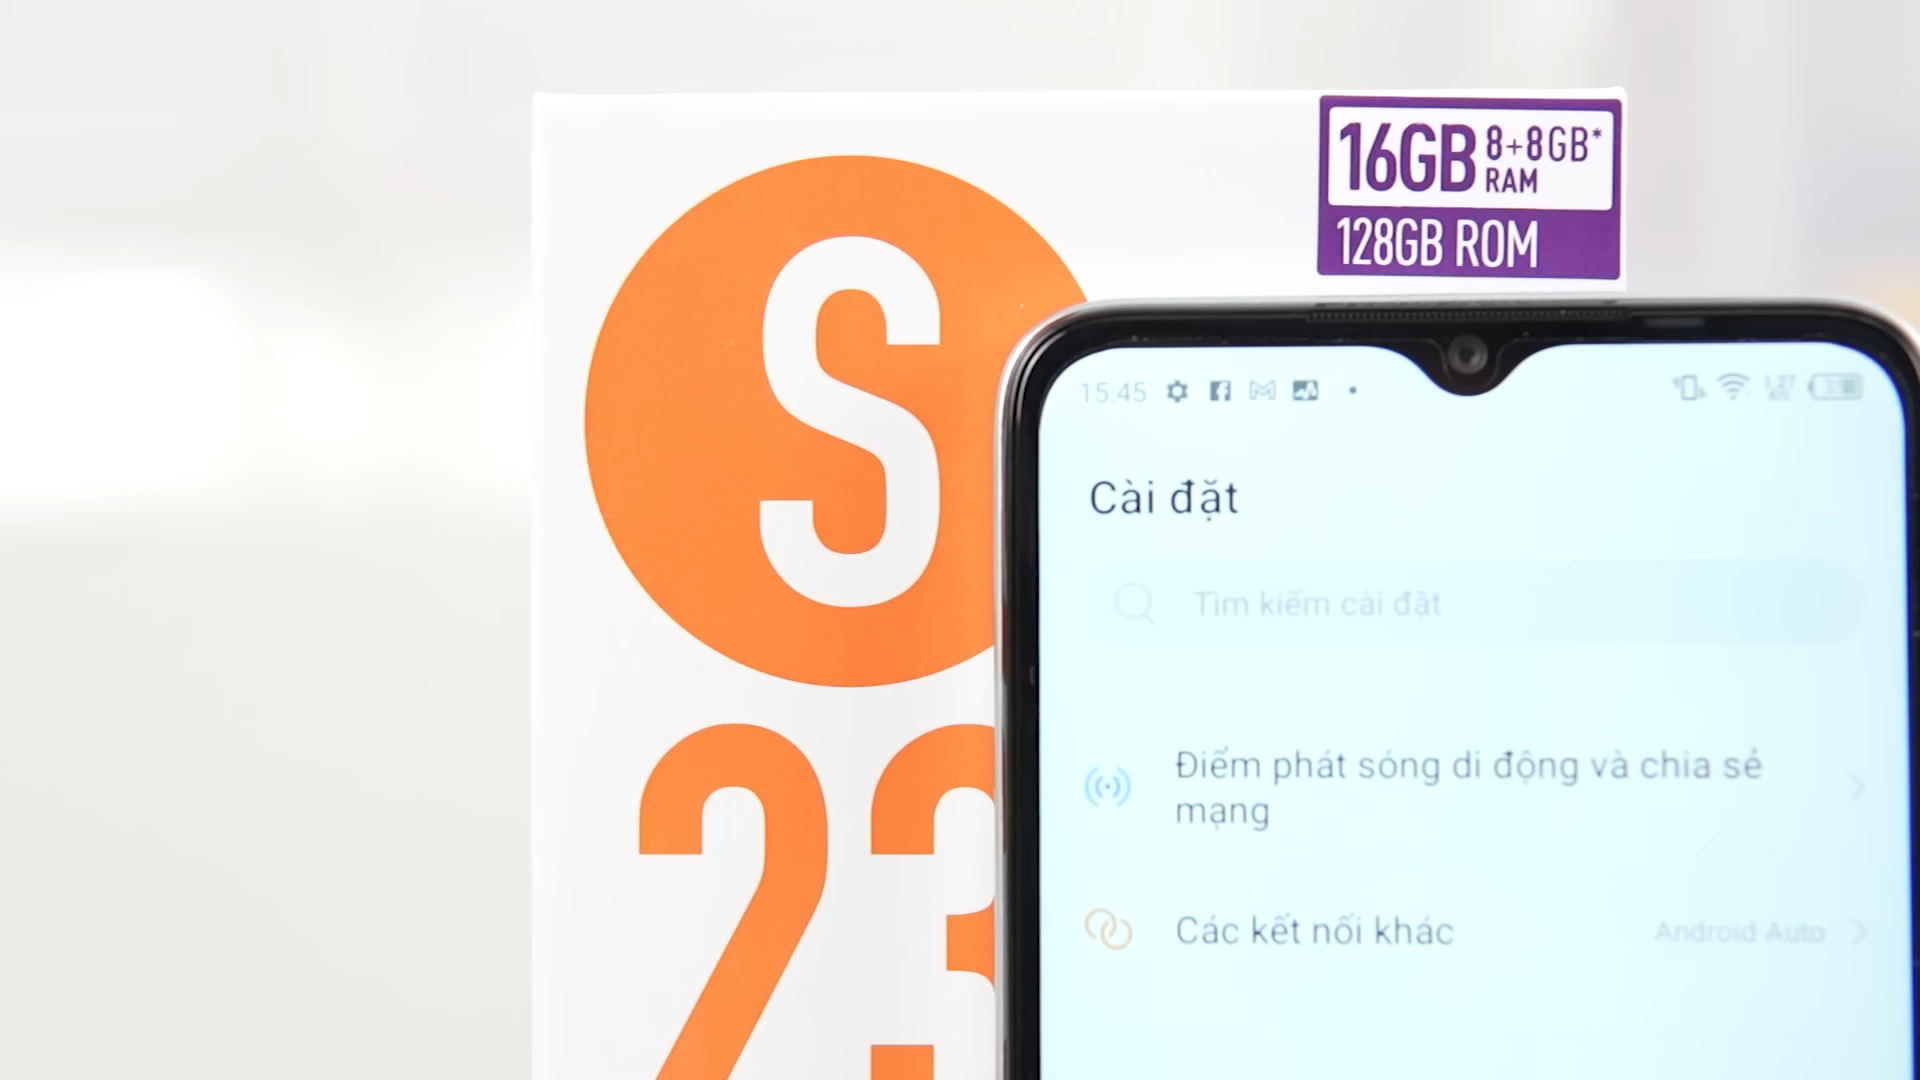 S
23
16GB 8+8GB*
RAM
128GB ROM
15:45
Cài đặt
Tìm kiếm cài đặt
Điểm phát sóng di động và chia sẻ
mạng
Các kết nối khác Android Auto